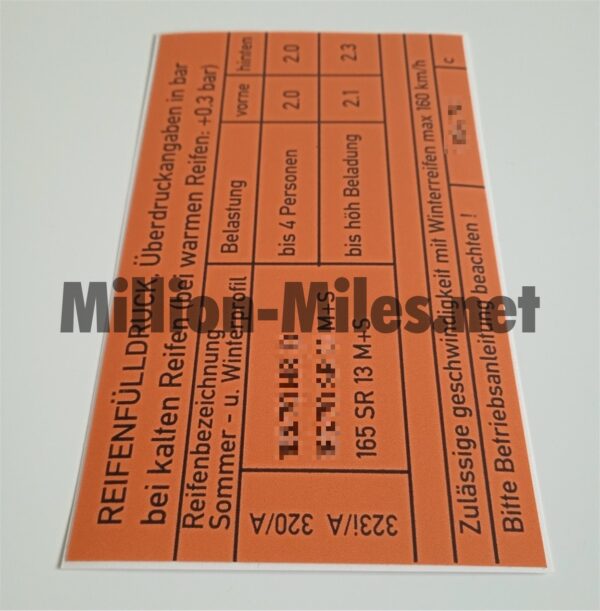 REIFENFÜLLDRUCK, Überdruckangaben in bar
bei kalten Reifen (bei warmen Reifen: +0.3 bar)
Reifenbezeichnung
Sommer - u. Winterprofil
Belastung
vorne
hinten
320/A
323i/A
M+S
165 SR 13 M+S
bis 4 Personen
2.0
2.0
bis höh Beladung
2.1
2.3
Zulässige geschwindigkeit mit Winterreifen max 160 km/h
Bitte Betriebsanleitung beachten !
c
Million-Miles.net